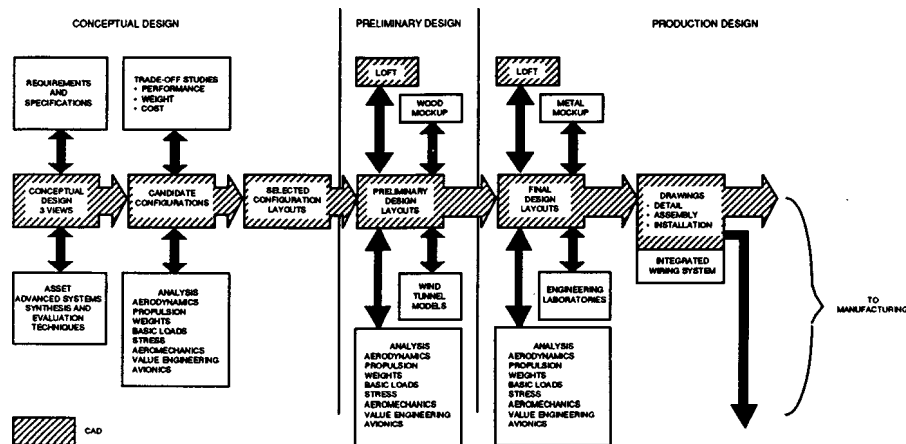 CONCEPTUAL DESIGN
PRELIMINARY DESIGN
PRODUCTION DESIGN
REQUIREMENTS
AND
SPECIFICATIONS
TRADE-OFF STUDIES
• PERFORMANCE
• WEIGHT
• COST
LOFT
WOOD
MOCKUP
LOFT
METAL
MOCKUP
CONCEPTUAL
DESIGN
3 VIEWS
CANDIDATE
CONFIGURATIONS
SELECTED
CONFIGURATION
LAYOUTS
PRELIMINARY
DESIGN
LAYOUTS
FINAL
DESIGN
LAYOUTS
DRAWINGS
• DETAIL
• ASSEMBLY
• INSTALLATION
INTEGRATED
WIRING SYSTEM
ASSET
ADVANCED SYSTEMS
SYNTHESIS AND
EVALUATION
TECHNIQUES
ANALYSIS
AERODYNAMICS
PROPULSION
WEIGHTS
BASIC LOADS
STRESS
AEROMECHANICS
VALUE ENGINEERING
AVIONICS
WIND
TUNNEL
MODELS
ENGINEERING
LABORATORIES
ANALYSIS
AERODYNAMICS
PROPULSION
WEIGHTS
BASIC LOADS
STRESS
AEROMECHANICS
VALUE ENGINEERING
AVIONICS
ANALYSIS
AERODYNAMICS
PROPULSION
WEIGHTS
BASIC LOADS
STRESS
AEROMECHANICS
VALUE ENGINEERING
AVIONICS
TO
MANUFACTURING
CAD